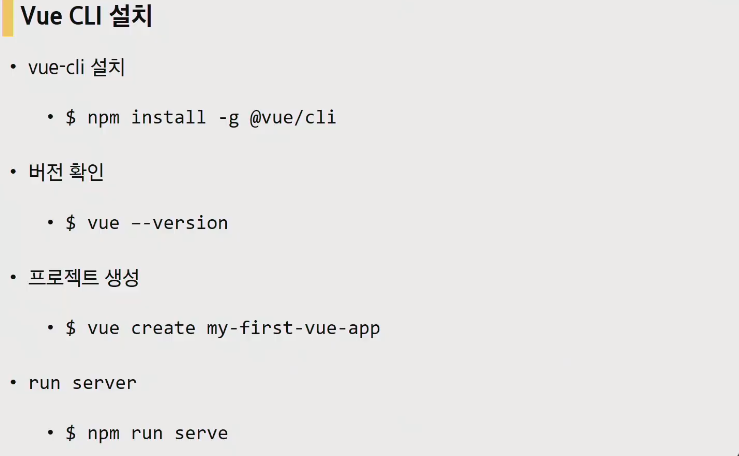 Vue CLI 설치
• vue-cli 설치
• $ npm install -g @vue/cli
• 버전 확인
• $ vue –-version
• 프로젝트 생성
• $ vue create my-first-vue-app
• run server
• $ npm run serve